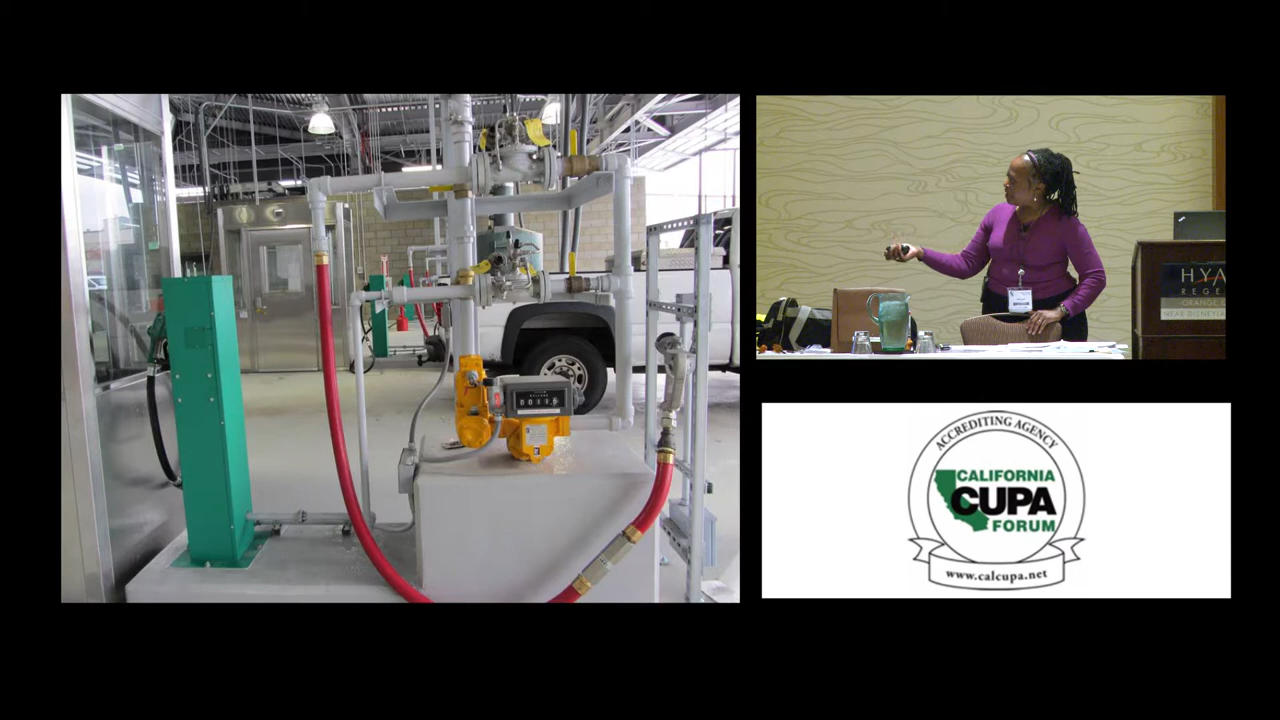 HYA
REGE
ORANGE
NEAR DISNEYLA
ACCREDITING AGENCY
CALIFORNIA
CUPA
FORUM
www.calcupa.net